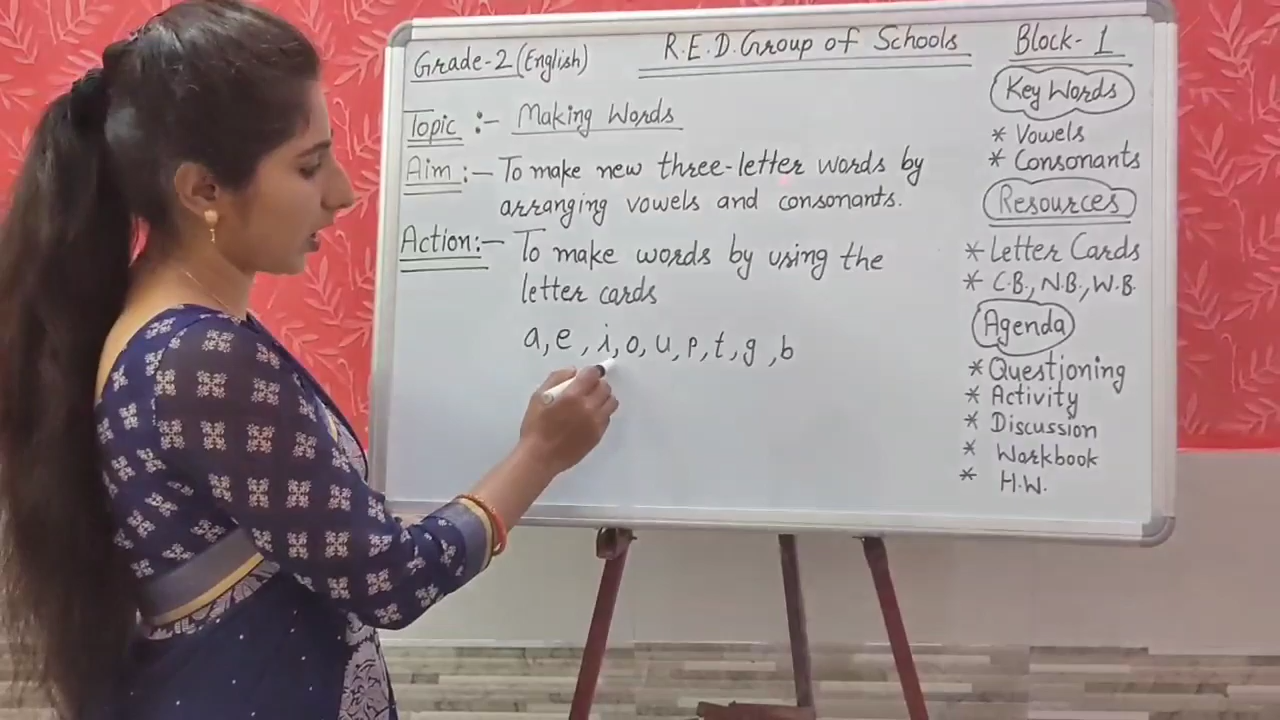 Grade-2 (English)
R.E.D. Group of Schools
Topic :- Making Words
Aim :- To make new three-letter words by
arranging vowels and consonants.
Action:- To make words by using the
letter cards
a, e, i, o, u, p, t, g, b
Block-1
Key Words
* Vowels
* Consonants
Resources
* Letter Cards
* C.B., N.B., W.B.
Agenda
* Questioning
* Activity
* Discussion
* Workbook
* H.W.